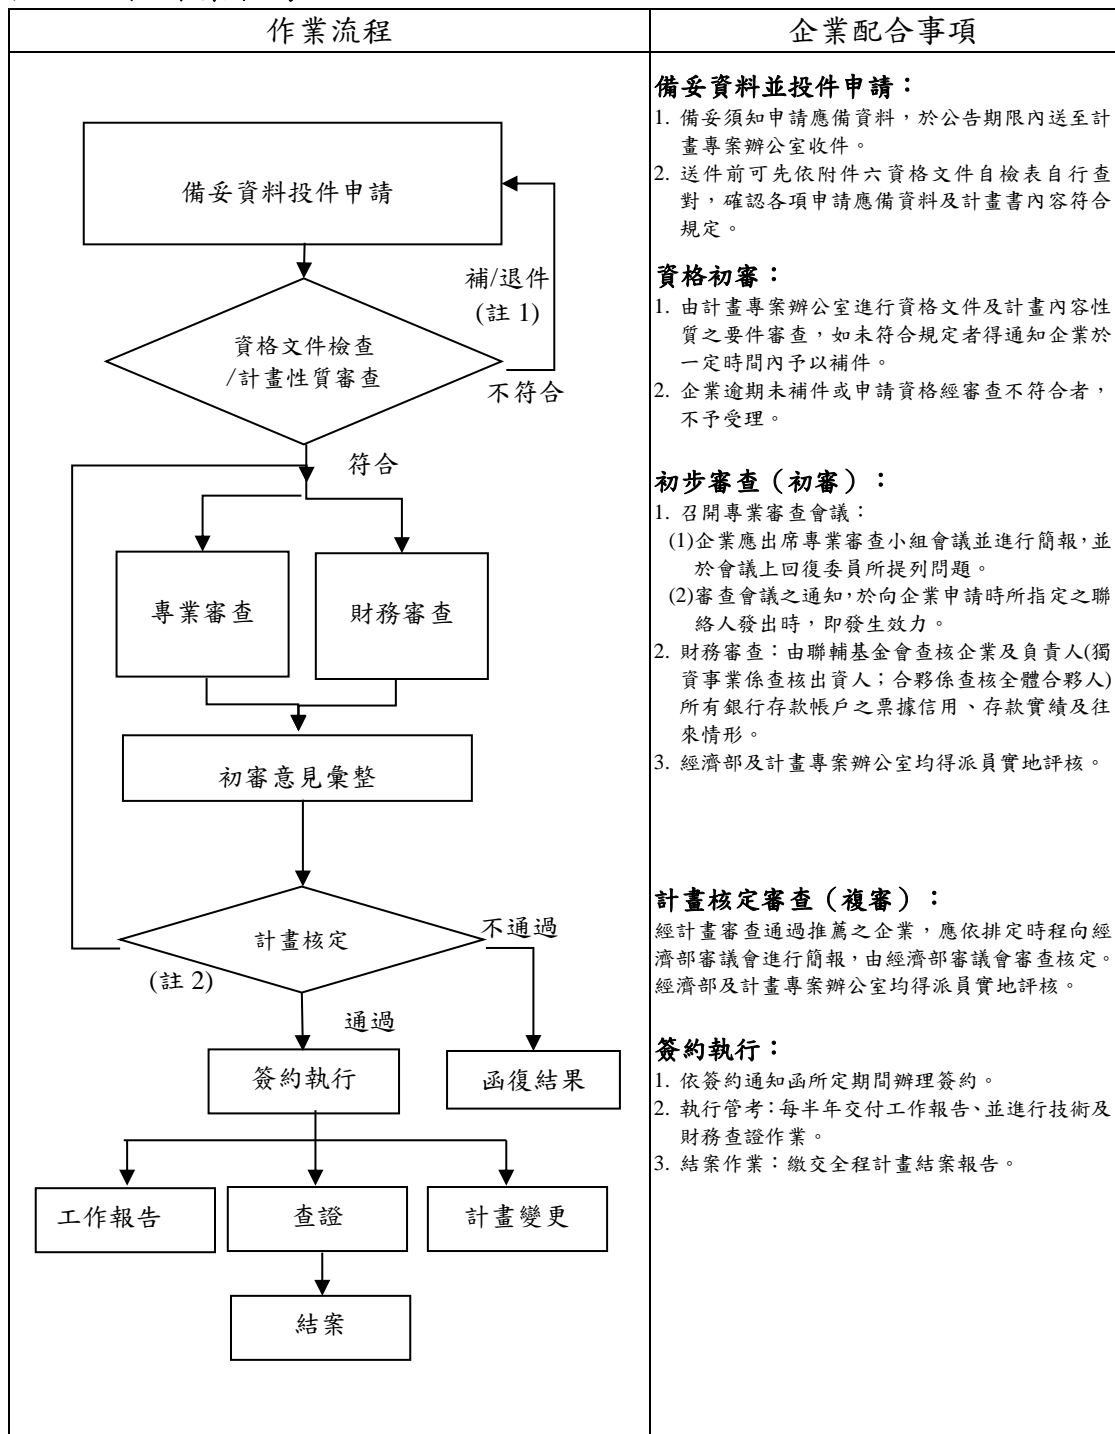 作業流程
企業配合事項
備妥資料投件申請
補/退件
(註 1)
資格文件檢查
/計畫性質審查
不符合
符合
專業審查
財務審查
初審意見彙整
計畫核定
不通過
(註 2)
通過
簽約執行
函復結果
工作報告
查證
計畫變更
結案
備妥資料並投件申請：
1. 備妥須知申請應備資料，於公告期限內送至計
畫專案辦公室收件。
2. 送件前可先依附件六資格文件自檢表自行查
對，確認各項申請應備資料及計畫書內容符合
規定。
資格初審：
1. 由計畫專案辦公室進行資格文件及計畫內容性
質之要件審查，如未符合規定者得通知企業於
一定時間內予以補件。
2. 企業逾期未補件或申請資格經審查不符合者，
不予受理。
初步審查（初審）：
1. 召開專業審查會議：
(1)企業應出席專業審查小組會議並進行簡報，並
於會議上回復委員所提列問題。
(2)審查會議之通知，於向企業申請時所指定之聯
絡人發出時，即發生效力。
2. 財務審查：由聯輔基金會查核企業及負責人(獨
資事業係查核出資人；合夥係查核全體合夥人)
所有銀行存款帳戶之票據信用、存款實績及往
來情形。
3. 經濟部及計畫專案辦公室均得派員實地評核。
計畫核定審查（複審）：
經計畫審查通過推薦之企業，應依排定時程向經
濟部審議會進行簡報，由經濟部審議會審查核定。
經濟部及計畫專案辦公室均得派員實地評核。
簽約執行：
1. 依簽約通知函所定期間辦理簽約。
2. 執行管考：每半年交付工作報告、並進行技術及
財務查證作業。
3. 結案作業：繳交全程計畫結案報告。